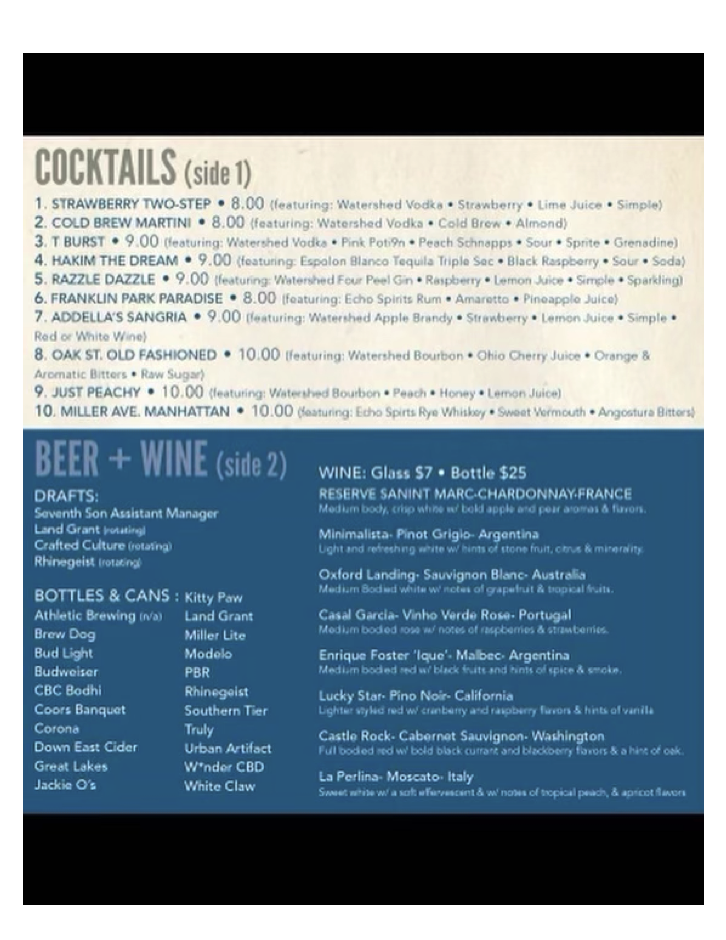 COCKTAILS (side 1)
1. STRAWBERRY TWO-STEP • 8.00 (featuring: Watershed Vodka • Strawberry • Lime Juice • Simple)
2. COLD BREW MARTINI • 8.00 (featuring: Watershed Vodka • Cold Brew • Almond)
3. T BURST • 9.00 (featuring: Watershed Vodka • Pink Poti9n • Peach Schnapps • Sour • Sprite • Grenadine)
4. HAKIM THE DREAM • 9.00 (featuring: Espolon Blanco Tequila Triple Sec • Black Raspberry • Sour • Soda)
5. RAZZLE DAZZLE • 9.00 (featuring: Watershed Four Peel Gin • Raspberry • Lemon Juice • Simple • Sparkling)
6. FRANKLIN PARK PARADISE • 8.00 (featuring: Echo Spirits Rum • Amaretto • Pineapple Juice)
7. ADDELLA'S SANGRIA • 9.00 (featuring: Watershed Apple Brandy • Strawberry • Lemon Juice • Simple •
Red or White Wine)
8. OAK ST. OLD FASHIONED • 10.00 (featuring: Watershed Bourbon • Ohio Cherry Juice • Orange &
Aromatic Bitters • Raw Sugar)
9. JUST PEACHY • 10.00 (featuring: Watershed Bourbon • Peach • Honey • Lemon Juice)
10. MILLER AVE. MANHATTAN • 10.00 (featuring: Echo Spirts Rye Whiskey • Sweet Vermouth • Angostura Bitters)
BEER + WINE (side 2)
DRAFTS:
Seventh Son Assistant Manager
Land Grant (rotating)
Crafted Culture (rotating)
Rhinegeist (rotating)
BOTTLES & CANS :
Athletic Brewing (n/a)
Brew Dog
Bud Light
Budweiser
CBC Bodhi
Coors Banquet
Corona
Down East Cider
Great Lakes
Jackie O's
Kitty Paw
Land Grant
Miller Lite
Modelo
PBR
Rhinegeist
Southern Tier
Truly
Urban Artifact
W*nder CBD
White Claw
WINE: Glass $7 • Bottle $25
RESERVE SANINT MARC-CHARDONNAY-FRANCE
Medium body, crisp white w/ bold apple and pear aromas & flavors.
Minimalista- Pinot Grigio- Argentina
Light and refreshing white w/ hints of stone fruit, citrus & minerality.
Oxford Landing- Sauvignon Blanc- Australia
Medium Bodied white w/ notes of grapefruit & tropical fruits.
Casal Garcia- Vinho Verde Rose- Portugal
Medium bodied rose w/ notes of raspberries & strawberries.
Enrique Foster 'Ique'- Malbec- Argentina
Medium bodied red w/ black fruits and hints of spice & smoke.
Lucky Star- Pino Noir- California
Lighter styled red w/ cranberry and raspberry flavors & hints of vanilla
Castle Rock- Cabernet Sauvignon- Washington
Full bodied red w/ bold black currant and blackberry flavors & a hint of oak.
La Perlina- Moscato- Italy
Sweet white w/ a soft effervescent & w/ notes of tropical peach, & apricot flavors